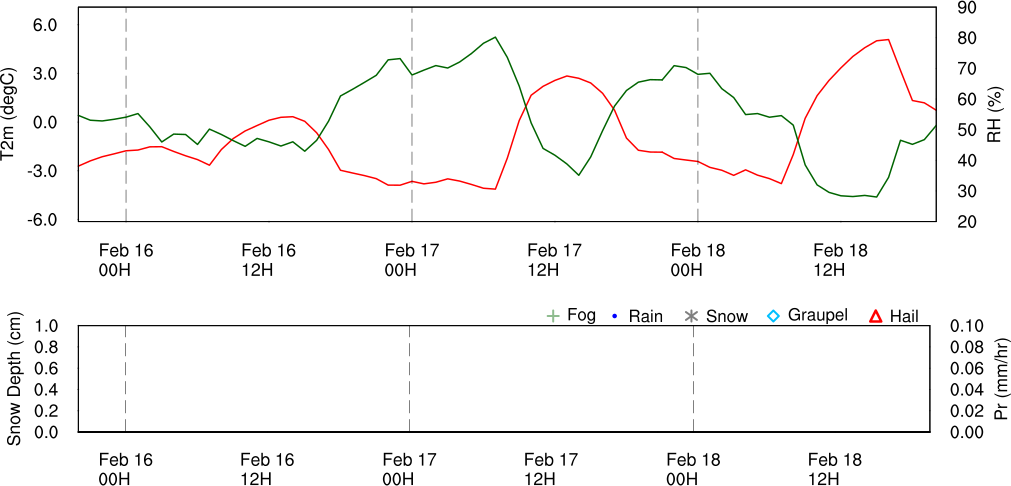 90
6.0
80
3.0
70
60
0.0
50
40
-3.0
30
-6.0
20
T2m (degC)
RH (%)
Feb 16 Feb 16 Feb 17 Feb 17 Feb 18 Feb 18
00H 12H 00H 12H 00H 12H
Fog Rain Snow Graupel Hail
1.0 0.10
0.8 0.08
0.6 0.06
0.4 0.04
0.2 0.02
0.0 0.00
Snow Depth (cm)
Pr (mm/hr)
Feb 16 Feb 16 Feb 17 Feb 17 Feb 18 Feb 18
00H 12H 00H 12H 00H 12H